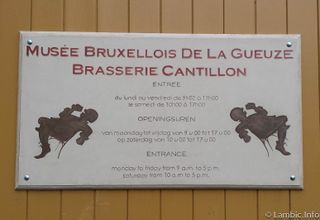 MUSÉE BRUXELLOIS DE LA GUEUZE
BRASSERIE CANTILLON
ENTREE
du lundi au vendredi de 9h00 à 17h00
le samedi de 10h00 à 17h00
OPENINGSUREN
van maandag tot vrijdag van 9 u 00 tot 17 u 00
op zaterdag van 10 u 00 tot 17 u 00
ENTRANCE
monday to friday from 9 a.m. to 5 p.m.
saturday from 10 a.m. to 5 p.m.
© Lambic.Info